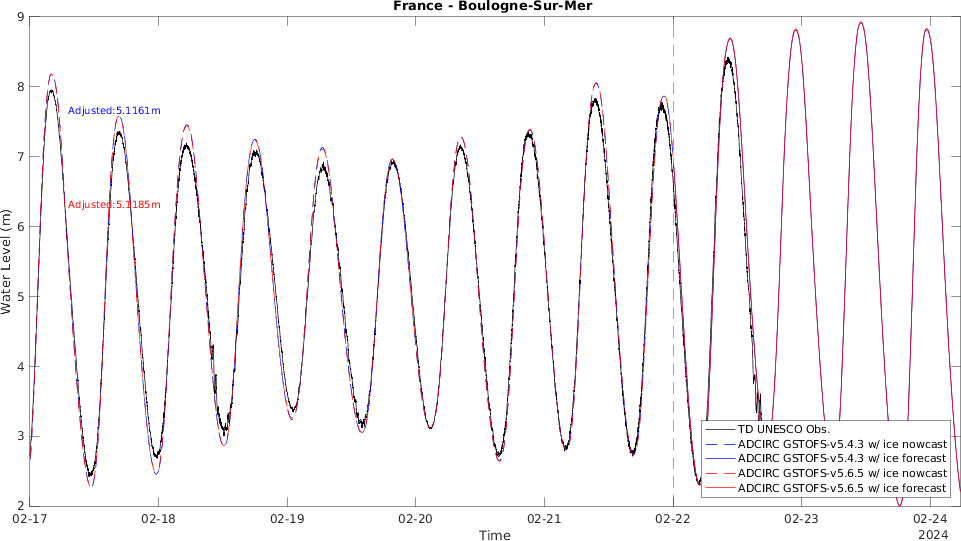 France - Boulogne-Sur-Mer
9
8
7
6
5
4
3
2
Water Level (m)
Adjusted:5.1161m
Adjusted:5.1185m
TD UNESCO Obs.
ADCIRC GSTOFS-v5.4.3 w/ ice nowcast
ADCIRC GSTOFS-v5.4.3 w/ ice forecast
ADCIRC GSTOFS-v5.6.5 w/ ice nowcast
ADCIRC GSTOFS-v5.6.5 w/ ice forecast
02-17 02-18 02-19 02-20 02-21 02-22 02-23 02-24
Time
2024